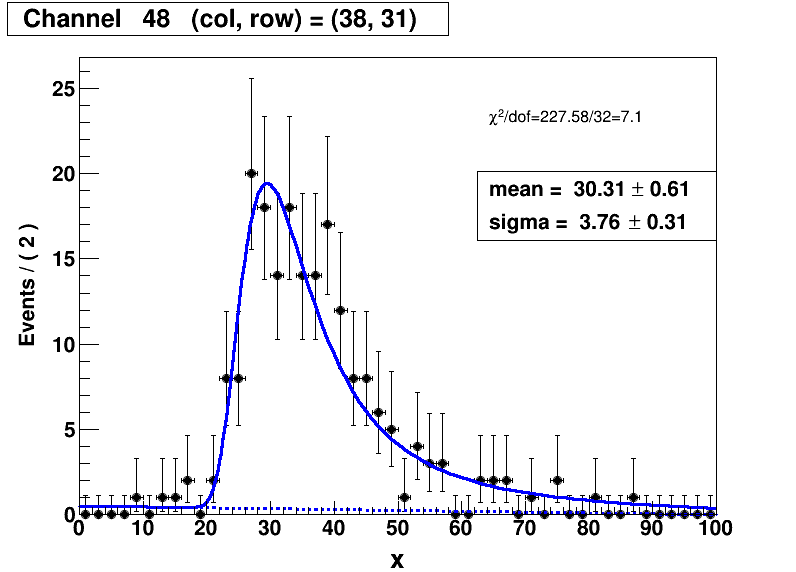 Channel 48 (col, row) = (38, 31)
χ²/dof=227.58/32=7.1
mean = 30.31 ± 0.61
sigma = 3.76 ± 0.31
Events / ( 2 )
25
20
15
10
5
0
0 10 20 30 40 50 60 70 80 90 100
x